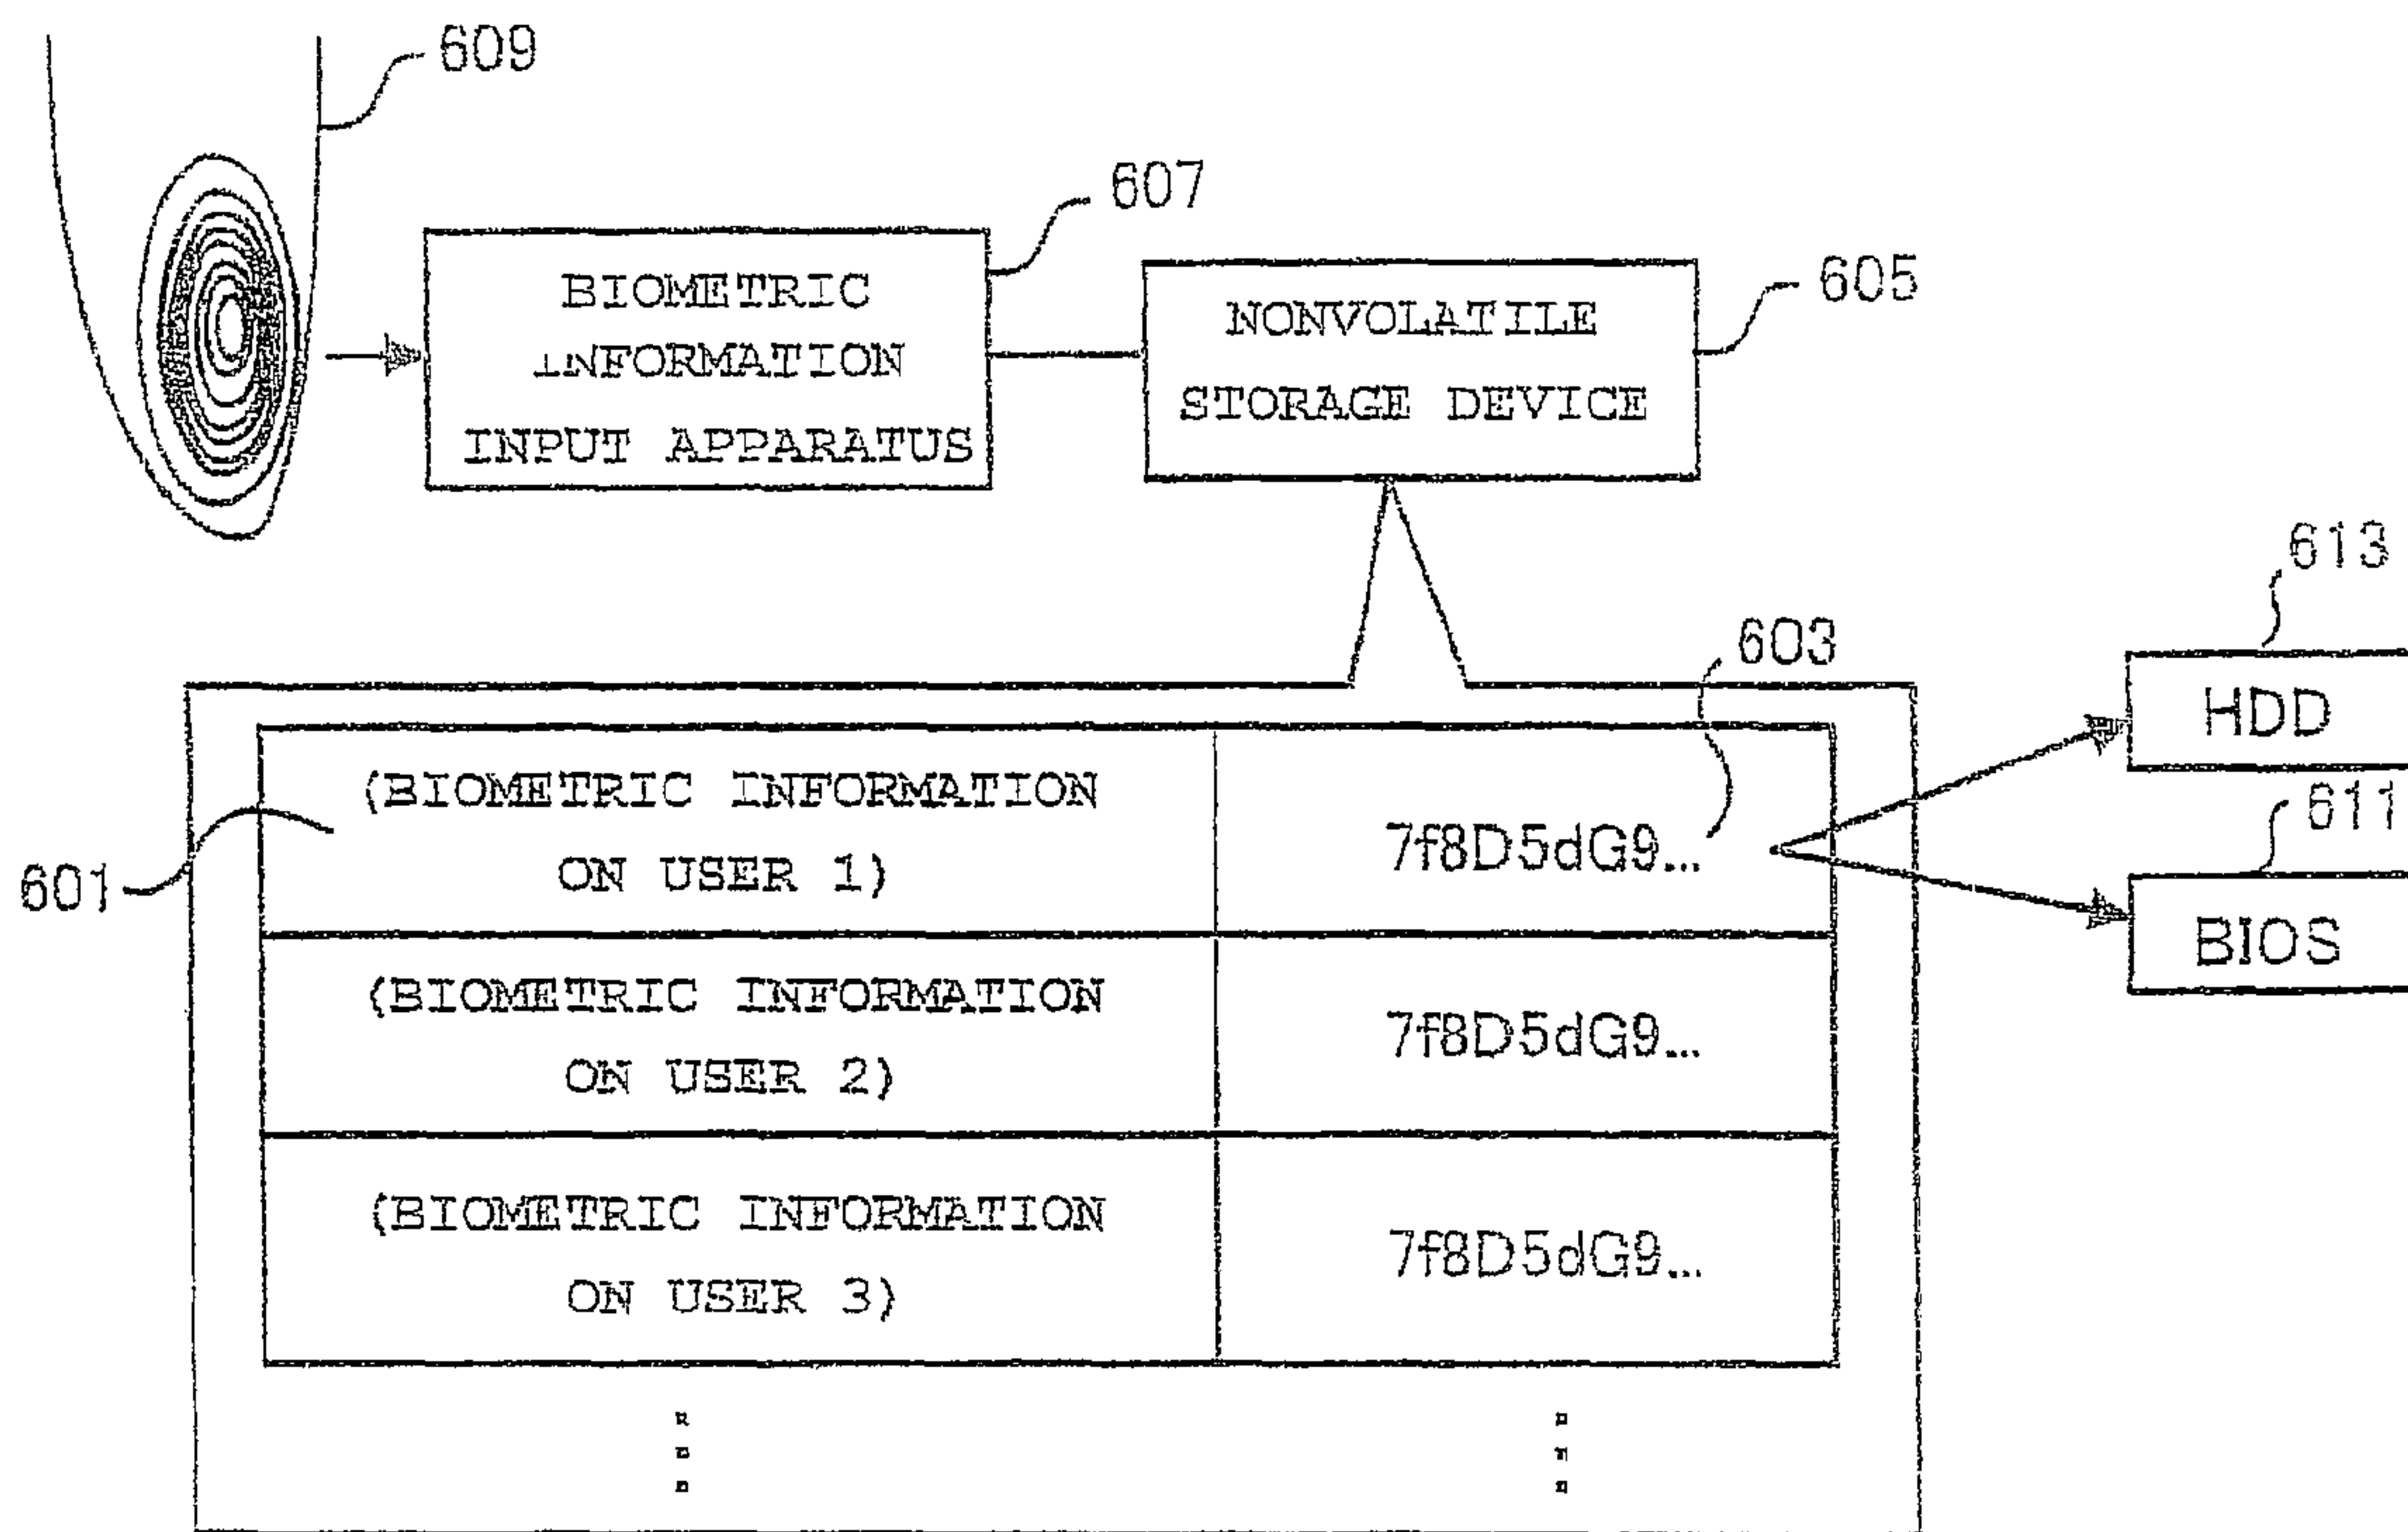 609
607
BIOMETRIC
INFORMATION
INPUT APPARATUS
605
NONVOLATILE
STORAGE DEVICE
613
HDD
611
BIOS
603
601
(BIOMETRIC INFORMATION
ON USER 1)
7f8D5dG9...
(BIOMETRIC INFORMATION
ON USER 2)
7f8D5dG9...
(BIOMETRIC INFORMATION
ON USER 3)
7f8D5dG9...